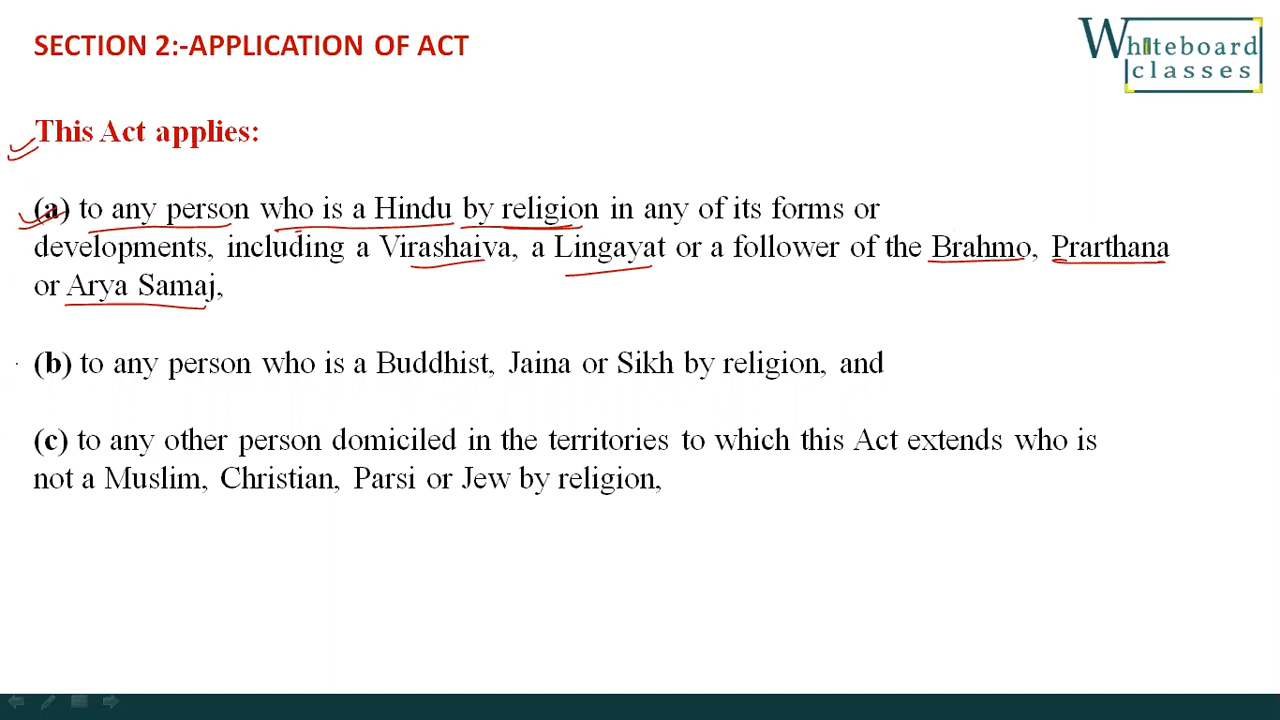 SECTION 2:-APPLICATION OF ACT
Whiteboard
classes
This Act applies:
(a) to any person who is a Hindu by religion in any of its forms or
developments, including a Virashaiva, a Lingayat or a follower of the Brahmo, Prarthana
or Arya Samaj,
(b) to any person who is a Buddhist, Jaina or Sikh by religion, and
(c) to any other person domiciled in the territories to which this Act extends who is
not a Muslim, Christian, Parsi or Jew by religion,